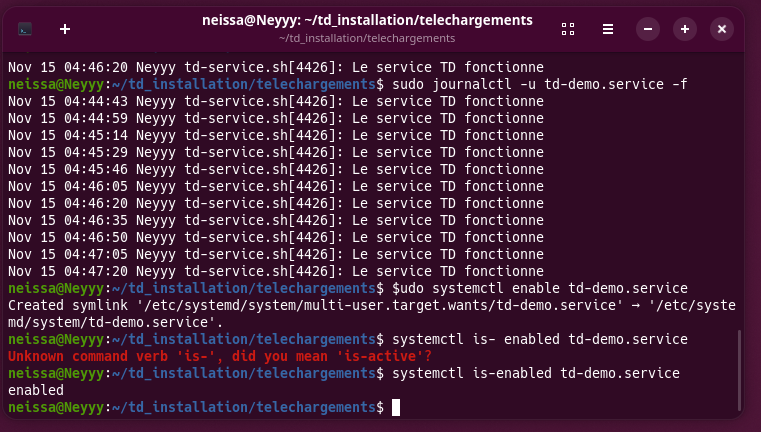 neissa@Neyyy: ~/td_installation/telechargements
~/td_installation/telechargements
Nov 15 04:46:20 Neyyy td-service.sh[4426]: Le service TD fonctionne
neissa@Neyyy:~/td_installation/telechargements$ sudo journalctl -u td-demo.service -f
Nov 15 04:44:43 Neyyy td-service.sh[4426]: Le service TD fonctionne
Nov 15 04:44:59 Neyyy td-service.sh[4426]: Le service TD fonctionne
Nov 15 04:45:14 Neyyy td-service.sh[4426]: Le service TD fonctionne
Nov 15 04:45:29 Neyyy td-service.sh[4426]: Le service TD fonctionne
Nov 15 04:45:46 Neyyy td-service.sh[4426]: Le service TD fonctionne
Nov 15 04:46:05 Neyyy td-service.sh[4426]: Le service TD fonctionne
Nov 15 04:46:20 Neyyy td-service.sh[4426]: Le service TD fonctionne
Nov 15 04:46:35 Neyyy td-service.sh[4426]: Le service TD fonctionne
Nov 15 04:46:50 Neyyy td-service.sh[4426]: Le service TD fonctionne
Nov 15 04:47:05 Neyyy td-service.sh[4426]: Le service TD fonctionne
Nov 15 04:47:20 Neyyy td-service.sh[4426]: Le service TD fonctionne
neissa@Neyyy:~/td_installation/telechargements$ $udo systemctl enable td-demo.service
Created symlink '/etc/systemd/system/multi-user.target.wants/td-demo.service' → '/etc/syste
md/system/td-demo.service'.
neissa@Neyyy:~/td_installation/telechargements$ systemctl is- enabled td-demo.service
Unknown command verb 'is-', did you mean 'is-active'?
neissa@Neyyy:~/td_installation/telechargements$ systemctl is-enabled td-demo.service
enabled
neissa@Neyyy:~/td_installation/telechargements$